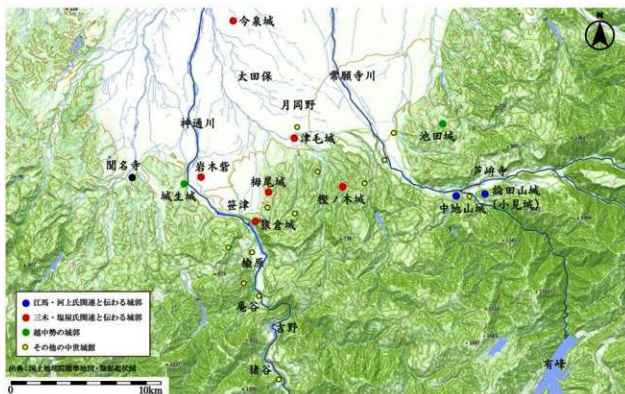 今泉城
N
太田保
常願寺川
月岡野
神通川
津毛城
池田城
聞名寺
岩木砦
芦峅寺
城生城
栂尾城
樫ノ木城
論田山城
(小見城)
笹津
中地山城
猿倉城
楡原
庵谷
吉野
有峰
猪谷
江馬・河上氏関連と伝わる城郭
三木・塩屋氏関連と伝わる城郭
越中勢の城郭
その他の中世城館
出典：国土地理院標準地図・陰影起伏図
0 10km